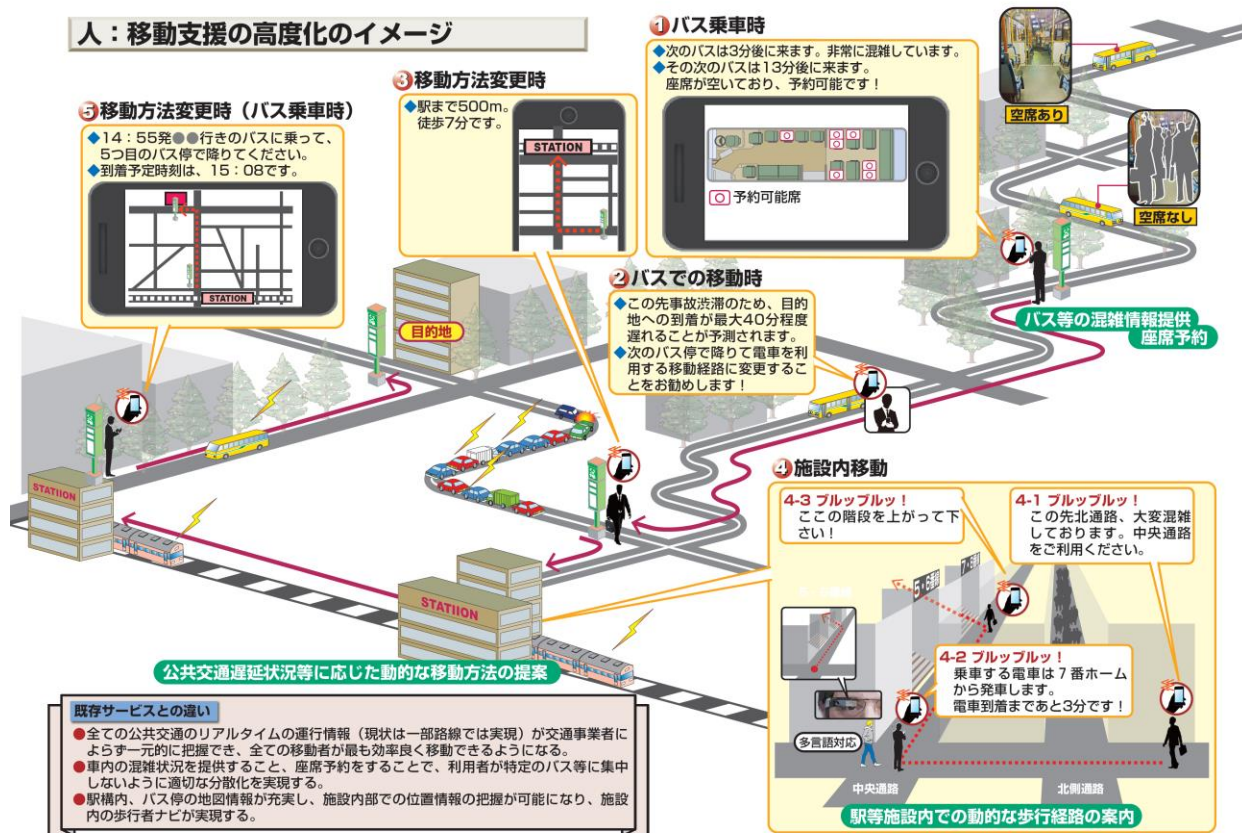 人：移動支援の高度化のイメージ
①バス乗車時
◆次のバスは3分後に来ます。非常に混雑しています。
◆その次のバスは13分後に来ます。
座席が空いており、予約可能です！
予約可能席
空席あり
空席なし
バス等の混雑情報提供
座席予約
②バスでの移動時
◆この先事故渋滞のため、目的
地への到着が最大40分程度
遅れることが予測されます。
◆次のバス停で降りて電車を利
用する移動経路に変更するこ
とをお勧めします！
③移動方法変更時
◆駅まで500m。
徒歩7分です。
STATION
⑤移動方法変更時（バス乗車時）
◆14：55発●●行きのバスに乗って、
5つ目のバス停で降りてください。
◆到着予定時刻は、15：08です。
STATION
目的地
STATIION
STATIION
公共交通遅延状況等に応じた動的な移動方法の提案
④施設内移動
4-3 ブルッブルッ！
ここの階段を上がって下
さい！
4-1 ブルッブルッ！
この先北通路、大変混雑
しております。中央通路
をご利用ください。
4-2 ブルッブルッ！
乗車する電車は７番ホーム
から発車します。
電車到着まであと3分です！
多言語対応
中央通路
北側通路
駅等施設内での動的な歩行経路の案内
既存サービスとの違い
●全ての公共交通のリアルタイムの運行情報（現状は一部路線では実現）が交通事業者に
よらず一元的に把握でき、全ての移動者が最も効率良く移動できるようになる。
●車内の混雑状況を提供すること、座席予約をすることで、利用者が特定のバス等に集中
しないように適切な分散化を実現する。
●駅構内、バス停の地図情報が充実し、施設内部での位置情報の把握が可能になり、施設
内の歩行者ナビが実現する。